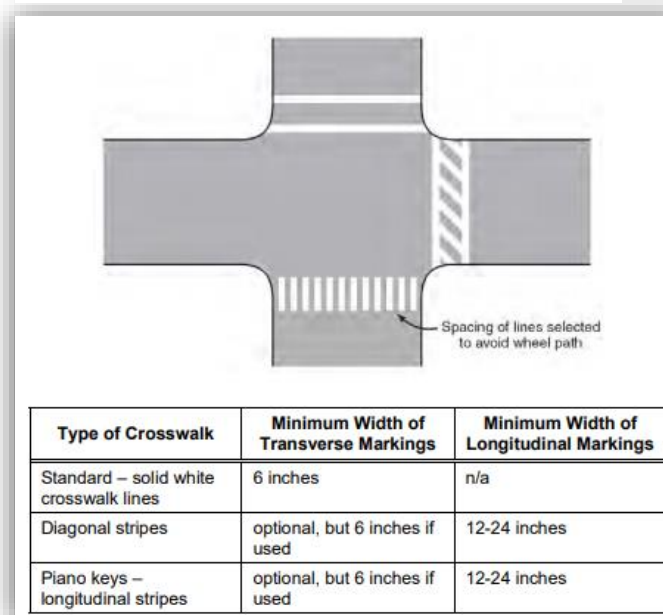 Spacing of lines selected
to avoid wheel path
Type of Crosswalk
Minimum Width of
Transverse Markings
Minimum Width of
Longitudinal Markings
Standard – solid white
crosswalk lines
6 inches
n/a
Diagonal stripes
optional, but 6 inches if
used
12-24 inches
Piano keys –
longitudinal stripes
optional, but 6 inches if
used
12-24 inches